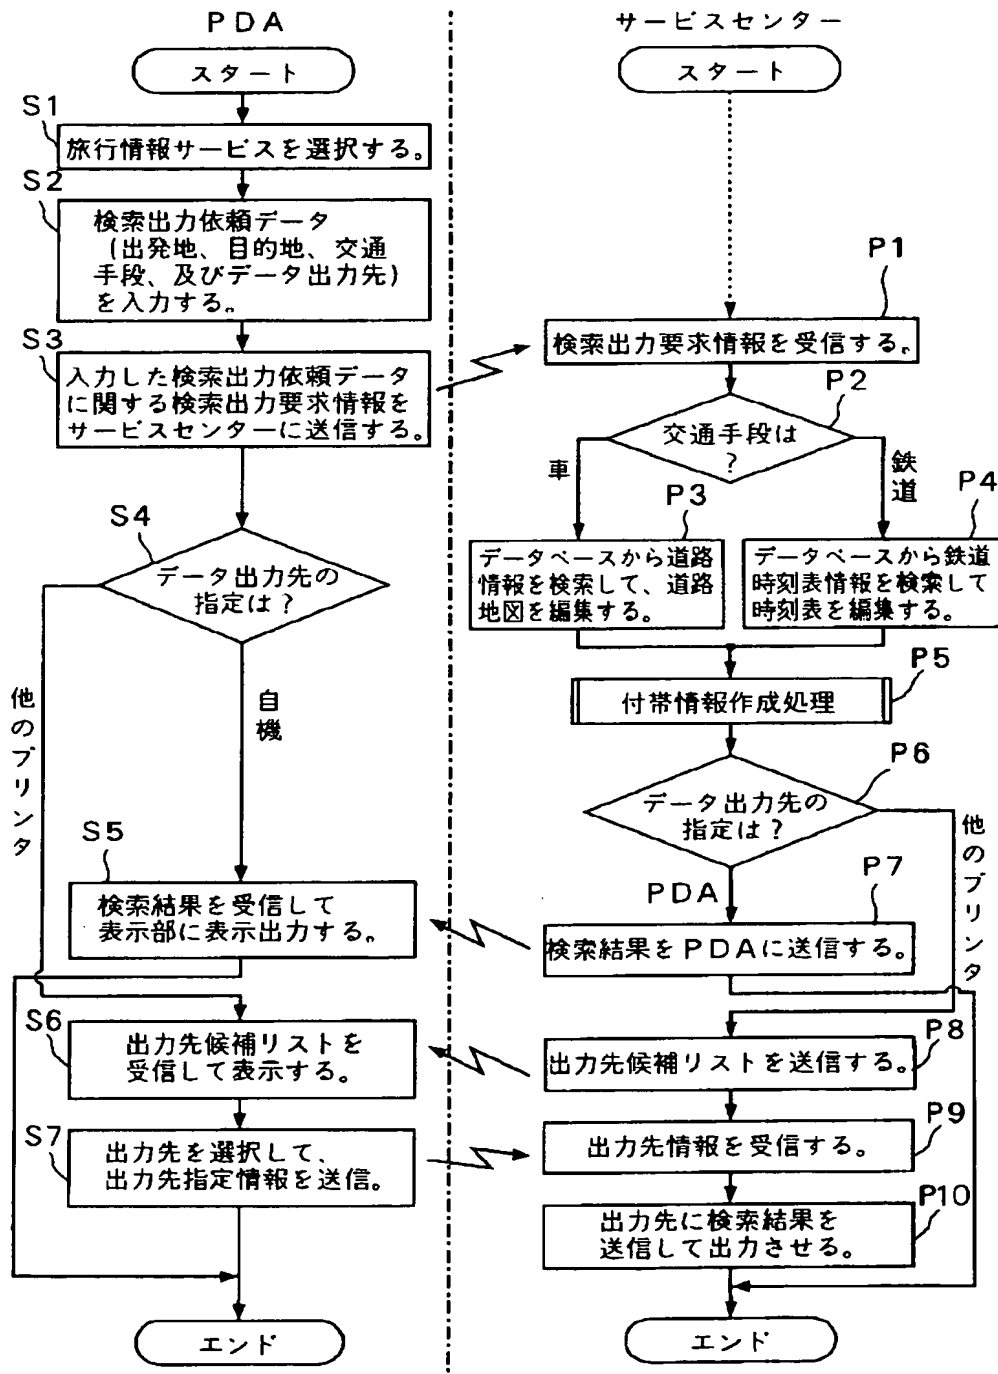 PDA
スタート
S1
旅行情報サービスを選択する。
S2
検索出力依頼データ
(出発地、目的地、交通
手段、及びデータ出力先)
を入力する。
S3
入力した検索出力依頼データ
に関する検索出力要求情報を
サービスセンターに送信する。
S4
データ出力先の
指定は?
他のプリンタ
自機
S5
検索結果を受信して
表示部に表示出力する。
S6
出力先候補リストを
受信して表示する。
S7
出力先を選択して、
出力先指定情報を送信。
エンド
サービスセンター
スタート
P1
検索出力要求情報を受信する。
P2
交通手段は
?
車
鉄道
P3
データベースから道路
情報を検索して、道路
地図を編集する。
P4
データベースから鉄道
時刻表情報を検索して
時刻表を編集する。
P5
付帯情報作成処理
P6
データ出力先の
指定は?
他のプリンタ
PDA
P7
検索結果をPDAに送信する。
P8
出力先候補リストを送信する。
P9
出力先情報を受信する。
P10
出力先に検索結果を
送信して出力させる。
エンド